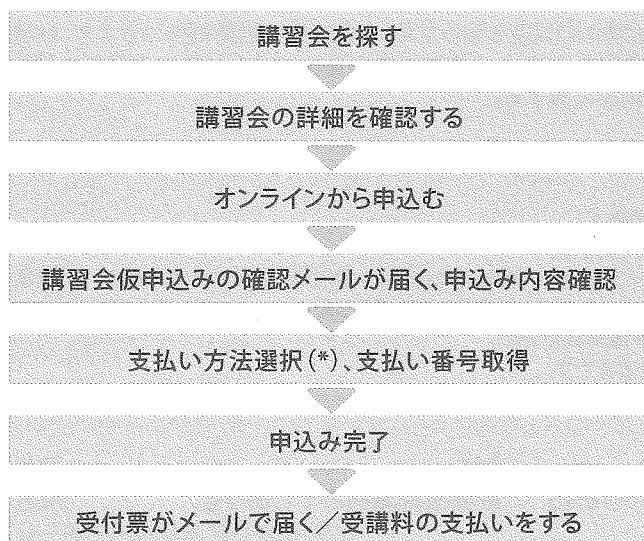 講習会を探す
講習会の詳細を確認する
オンラインから申込む
講習会仮申込みの確認メールが届く、申込み内容確認
支払い方法選択(*)、支払い番号取得
申込み完了
受付票がメールで届く／受講料の支払いをする